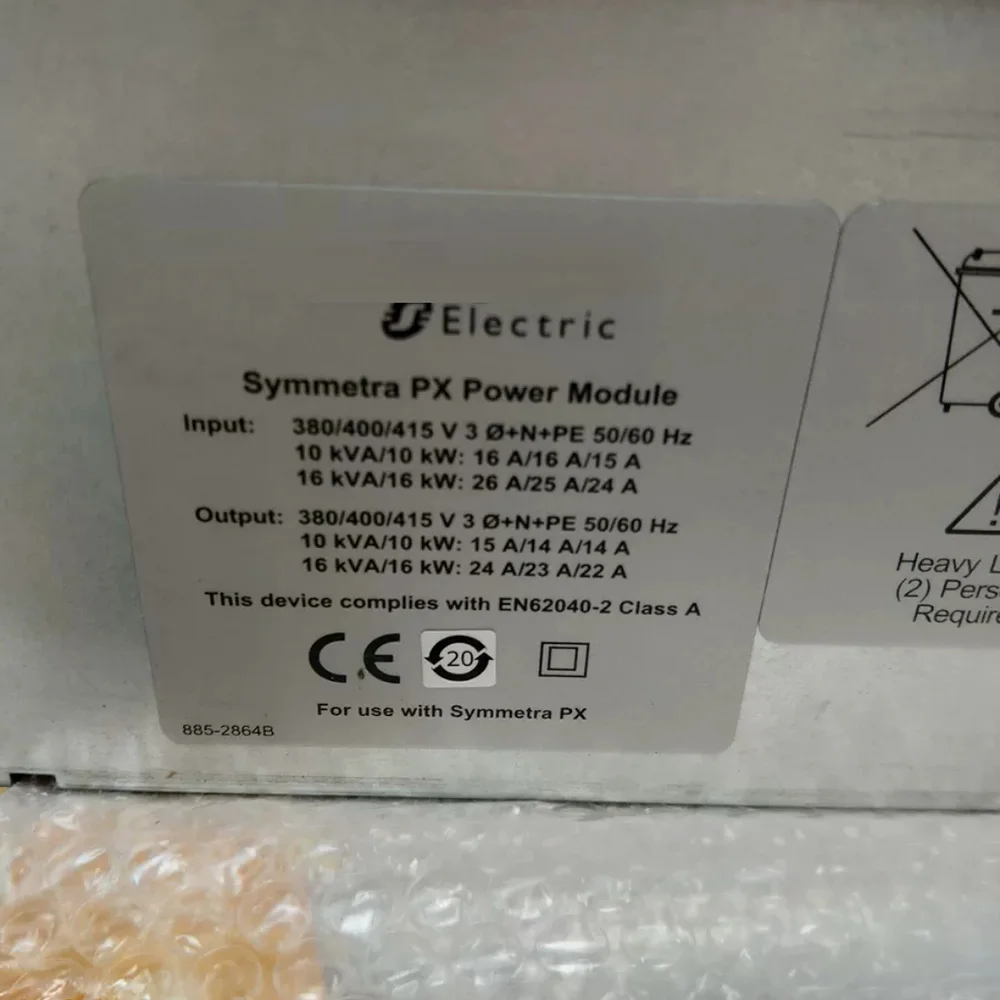 Electric
Symmetra PX Power Module
Input: 380/400/415 V 3 Ø+N+PE 50/60 Hz
10 kVA/10 kW: 16 A/16 A/15 A
16 kVA/16 kW: 26 A/25 A/24 A
Output: 380/400/415 V 3 Ø+N+PE 50/60 Hz
10 kVA/10 kW: 15 A/14 A/14 A
16 kVA/16 kW: 24 A/23 A/22 A
This device complies with EN62040-2 Class A
CE 20
For use with Symmetra PX
885-2864B
Heavy
(2)